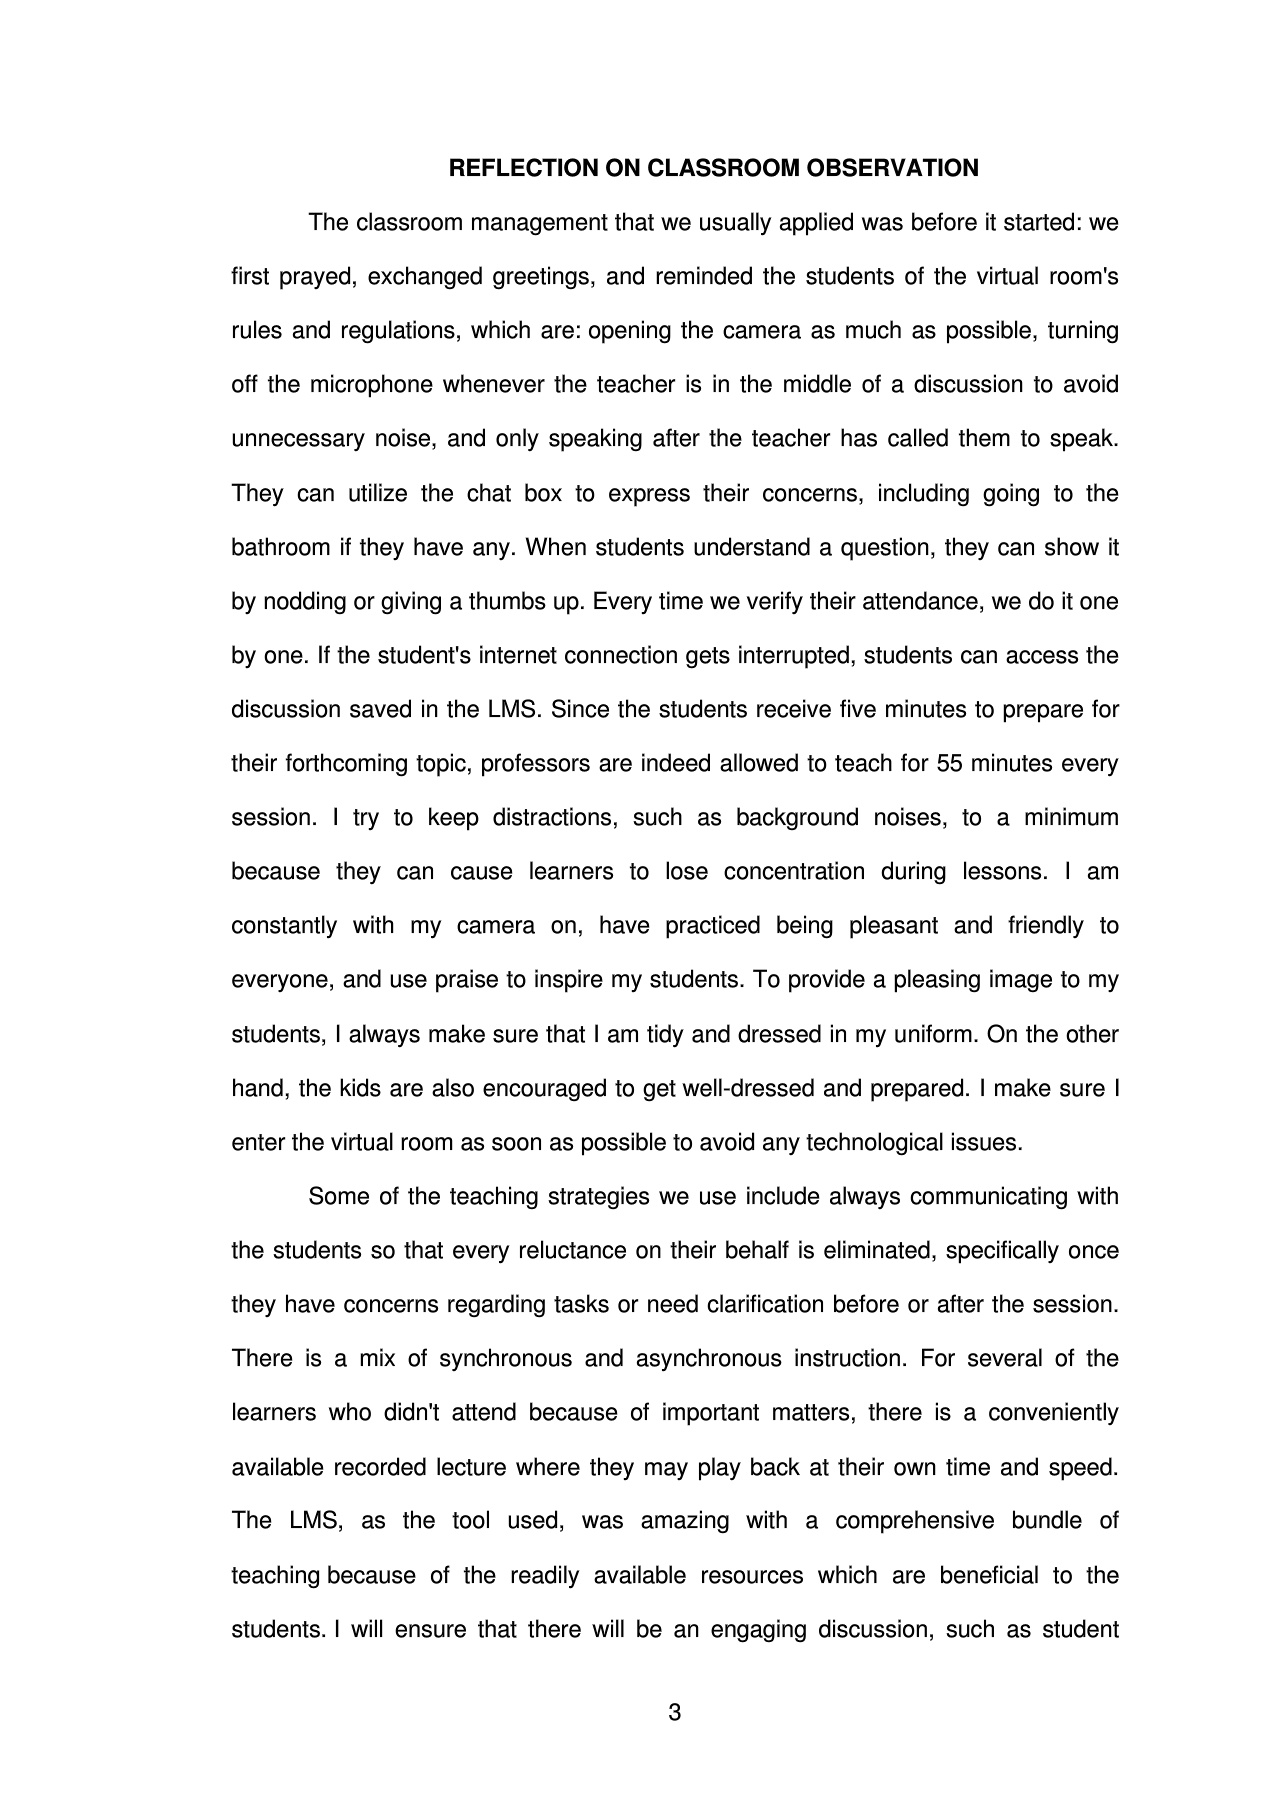 REFLECTION ON CLASSROOM OBSERVATION
The classroom management that we usually applied was before it started: we
first prayed, exchanged greetings, and reminded the students of the virtual room's
rules and regulations, which are: opening the camera as much as possible, turning
off the microphone whenever the teacher is in the middle of a discussion to avoid
unnecessary noise, and only speaking after the teacher has called them to speak.
They can utilize the chat box to express their concerns, including going to the
bathroom if they have any. When students understand a question, they can show it
by nodding or giving a thumbs up. Every time we verify their attendance, we do it one
by one. If the student's internet connection gets interrupted, students can access the
discussion saved in the LMS. Since the students receive five minutes to prepare for
their forthcoming topic, professors are indeed allowed to teach for 55 minutes every
session. I try to keep distractions, such as background noises, to a minimum
because they can cause learners to lose concentration during lessons. I am
constantly with my camera on, have practiced being pleasant and friendly to
everyone, and use praise to inspire my students. To provide a pleasing image to my
students, I always make sure that I am tidy and dressed in my uniform. On the other
hand, the kids are also encouraged to get well-dressed and prepared. I make sure I
enter the virtual room as soon as possible to avoid any technological issues.
Some of the teaching strategies we use include always communicating with
the students so that every reluctance on their behalf is eliminated, specifically once
they have concerns regarding tasks or need clarification before or after the session.
There is a mix of synchronous and asynchronous instruction. For several of the
learners who didn't attend because of important matters, there is a conveniently
available recorded lecture where they may play back at their own time and speed.
The LMS, as the tool used, was amazing with a comprehensive bundle of
teaching because of the readily available resources which are beneficial to the
students. I will ensure that there will be an engaging discussion, such as student
3